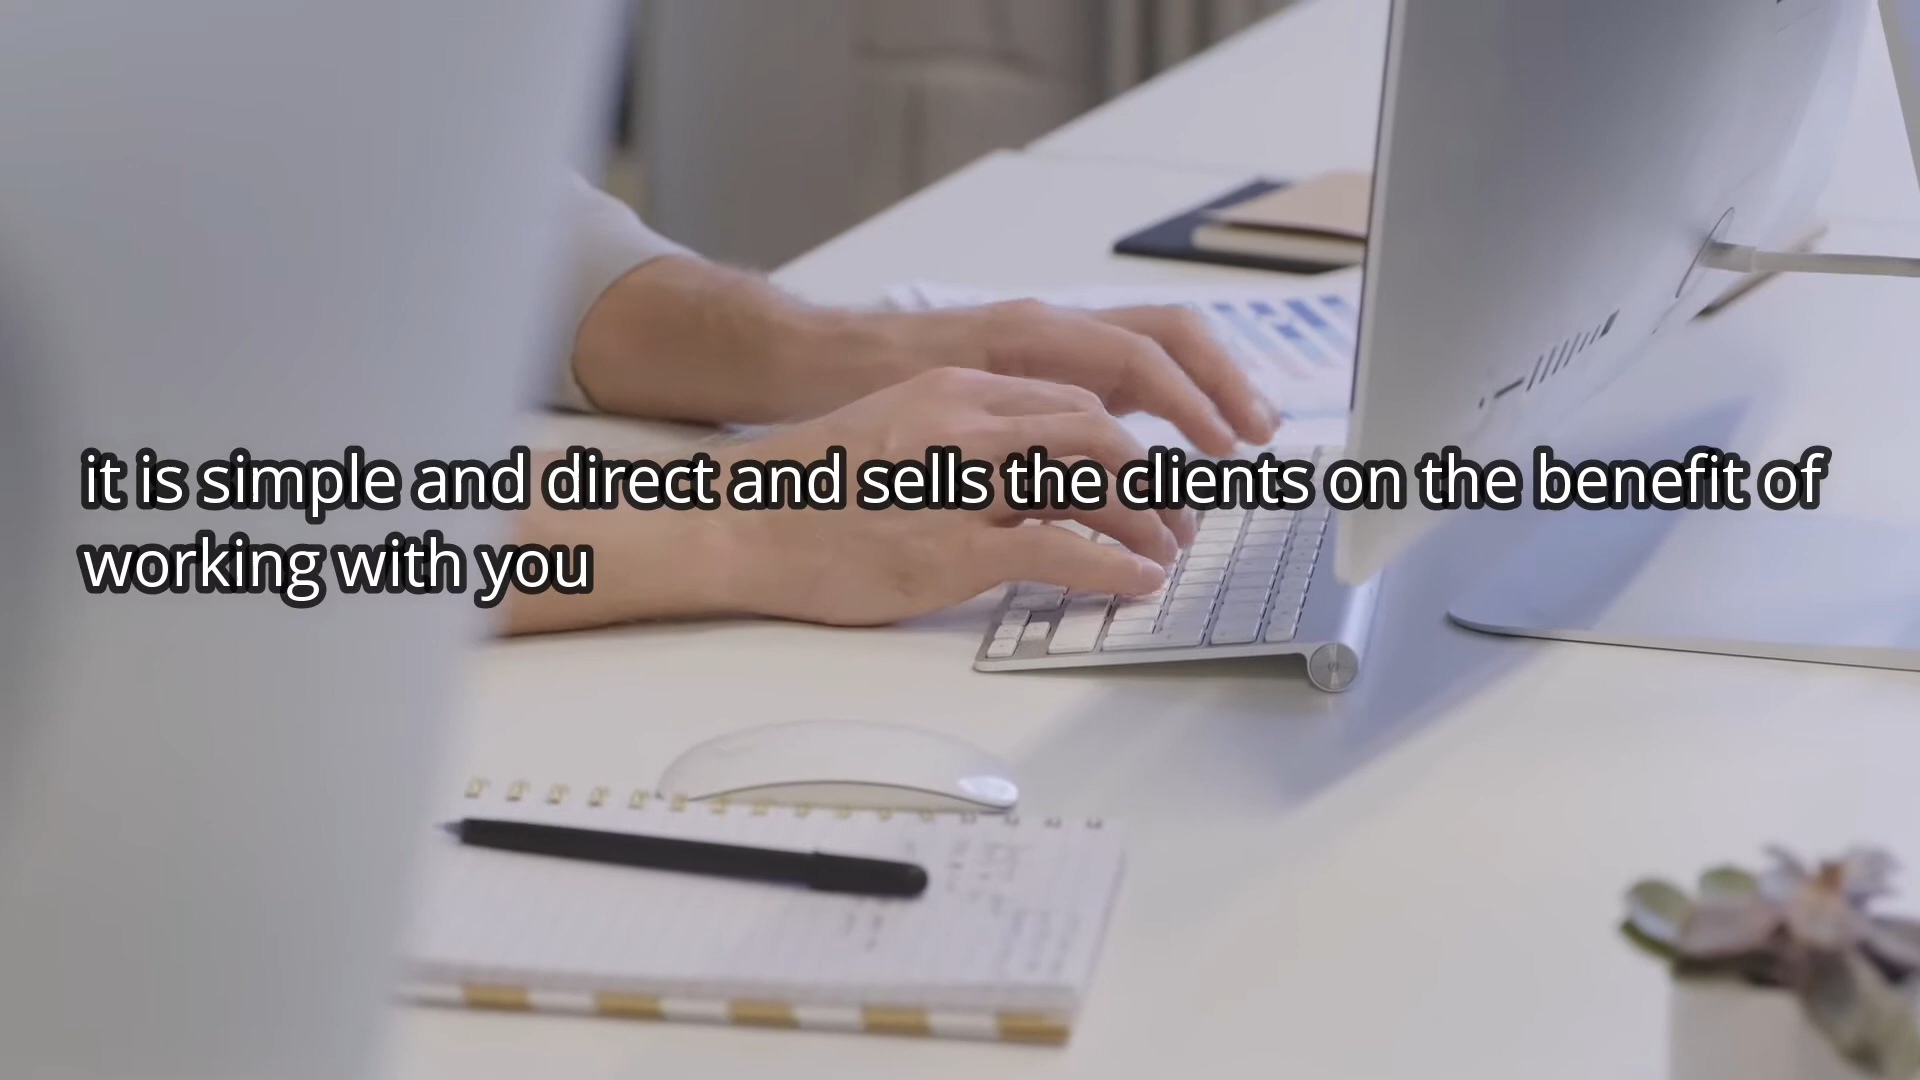 it is simple and direct and sells the clients on the benefit of
working with you